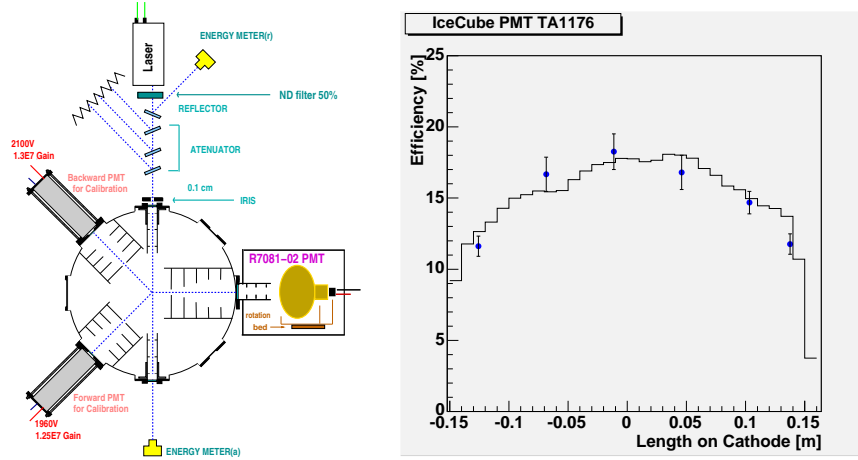 Laser
ENERGY METER(r)
ND filter 50%
REFLECTOR
ATENUATOR
2100V
1.3E7 Gain
Backward PMT
for Calibration
0.1 cm
IRIS
R7081-02 PMT
rotation
bed
Forward PMT
for Calibration
1960V
1.25E7 Gain
ENERGY METER(a)
IceCube PMT TA1176
Efficiency [%]
25
20
15
10
5
0
-0.15 -0.1 -0.05 0 0.05 0.1 0.15
Length on Cathode [m]